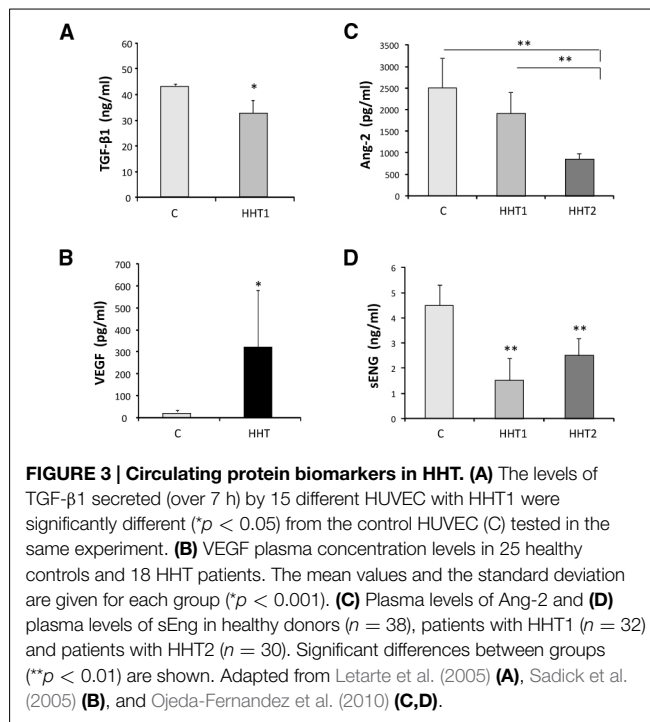 A
60
50
40
30
20
10
0
TGF-β1
(ng/ml)
*
C
HHT1
C
3500
3000
2500
2000
1500
1000
500
0
Ang-2
(pg/ml)
**
**
C
HHT1
HHT2
B
700
600
500
400
300
200
100
0
VEGF
(pg/ml)
*
C
HHT
D
6
5
4
3
2
1
0
sENG
(ng/ml)
**
**
C
HHT1
HHT2
FIGURE 3 | Circulating protein biomarkers in HHT. (A) The levels of
TGF-β1 secreted (over 7 h) by 15 different HUVEC with HHT1 were
significantly different (*p < 0.05) from the control HUVEC (C) tested in the
same experiment. (B) VEGF plasma concentration levels in 25 healthy
controls and 18 HHT patients. The mean values and the standard deviation
are given for each group (*p < 0.001). (C) Plasma levels of Ang-2 and (D)
plasma levels of sEng in healthy donors (n = 38), patients with HHT1 (n = 32)
and patients with HHT2 (n = 30). Significant differences between groups
(**p < 0.01) are shown. Adapted from Letarte et al. (2005) (A), Sadick et al.
(2005) (B), and Ojeda-Fernandez et al. (2010) (C,D).